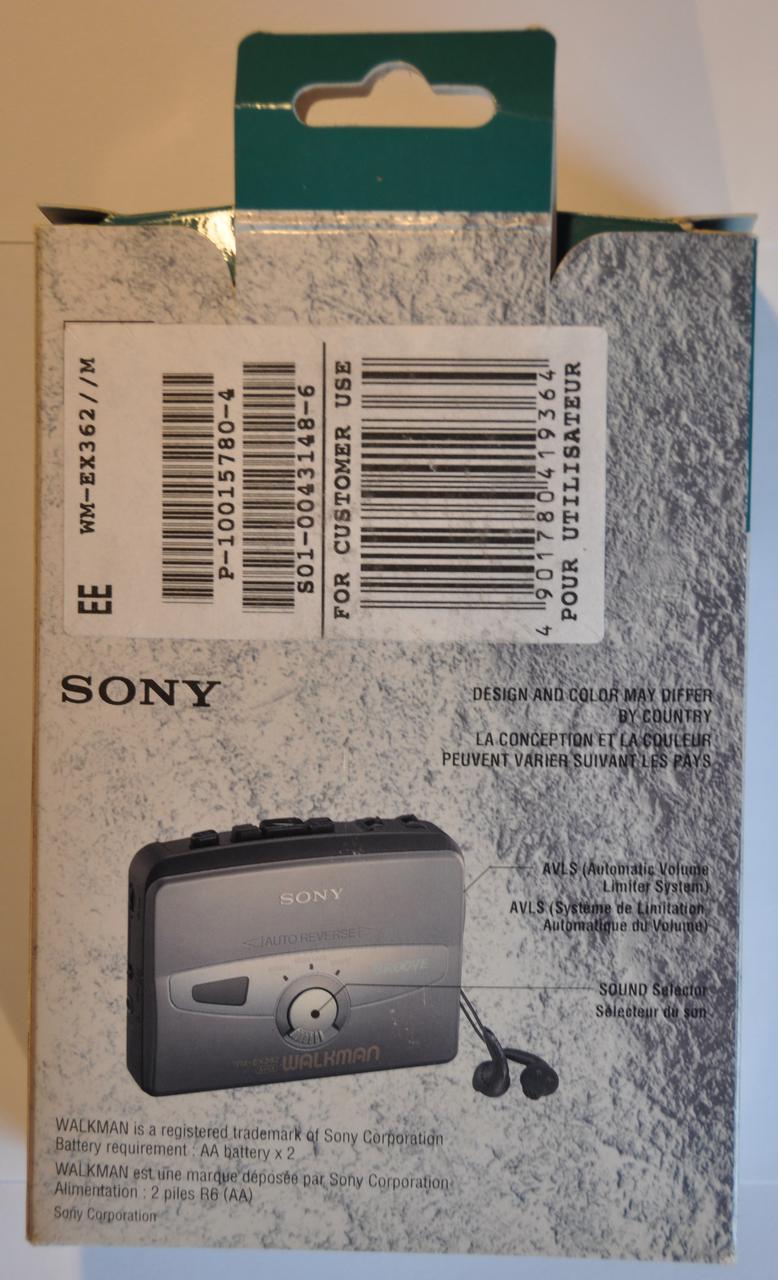 EE WM-EX362//M
P-10015780-4
S01-0043148-6
FOR CUSTOMER USE
4 901780 419364
POUR UTILISATEUR
SONY
DESIGN AND COLOR MAY DIFFER
BY COUNTRY
LA CONCEPTION ET LA COULEUR
PEUVENT VARIER SUIVANT LES PAYS
AVLS (Automatic Volume
Limiter System)
AVLS (Système de Limitation
Automatique du Volume)
SOUND Selector
Sélecteur du son
SONY
AUTO REVERSE
GROOVE
WM-EX362
WALKMAN
WALKMAN is a registered trademark of Sony Corporation
Battery requirement : AA battery x 2
WALKMAN est une marque déposée par Sony Corporation
Alimentation : 2 piles R6 (AA)
Sony Corporation